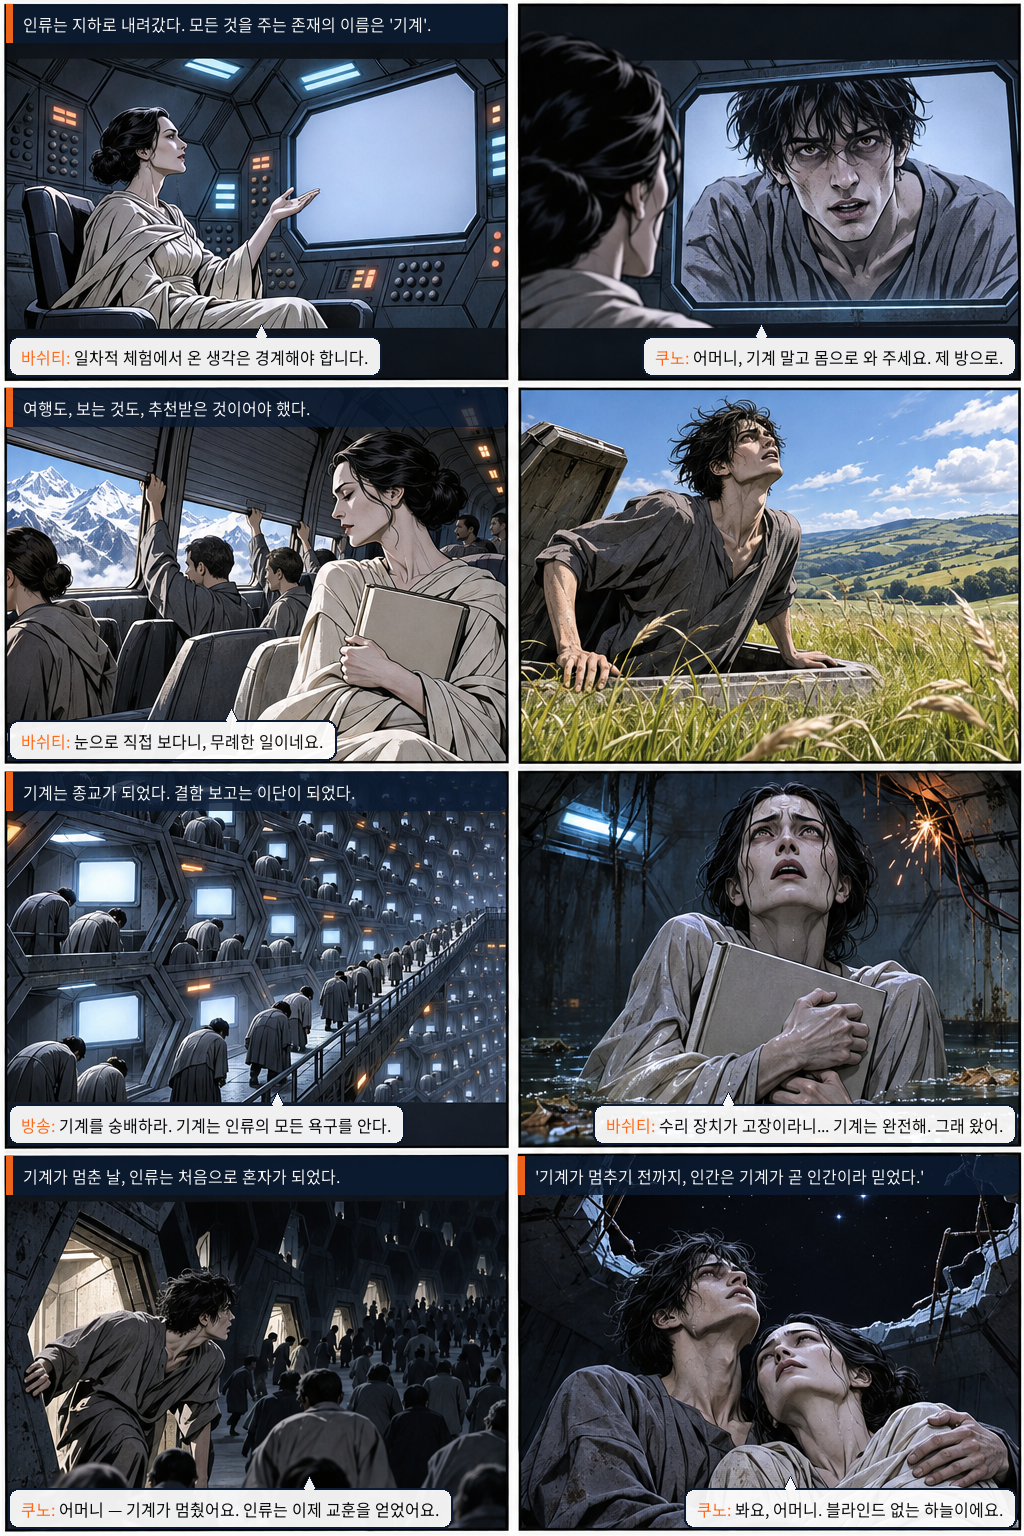 인류는 지하로 내려갔다. 모든 것을 주는 존재의 이름은 '기계'.
바쉬티: 일차적 체험에서 온 생각은 경계해야 합니다.
쿠노: 어머니, 기계 말고 몸으로 와 주세요. 제 방으로.
여행도, 보는 것도, 추천받은 것이어야 했다.
바쉬티: 눈으로 직접 보다니, 무례한 일이네요.
기계는 종교가 되었다. 결함 보고는 이단이 되었다.
방송: 기계를 숭배하라. 기계는 인류의 모든 욕구를 안다.
바쉬티: 수리 장치가 고장이라니... 기계는 완전해. 그래 왔어.
기계가 멈춘 날, 인류는 처음으로 혼자가 되었다.
쿠노: 어머니 — 기계가 멈췄어요. 인류는 이제 교훈을 얻었어요.
'기계가 멈추기 전까지, 인간은 기계가 곧 인간이라 믿었다.'
쿠노: 봐요, 어머니. 블라인드 없는 하늘이에요.